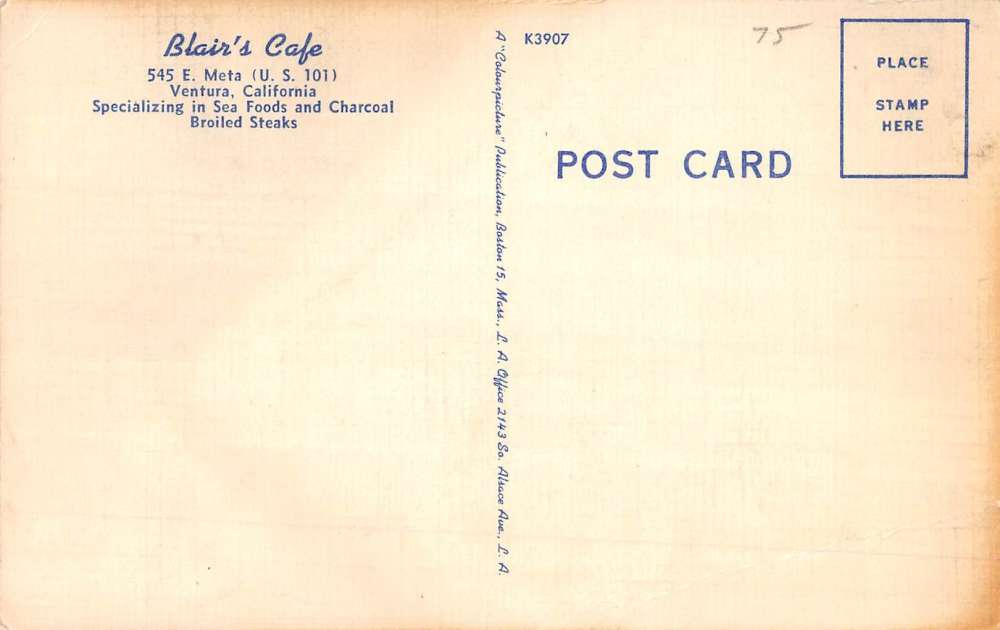 Blair's Cafe
545 E. Meta (U. S. 101)
Ventura, California
Specializing in Sea Foods and Charcoal
Broiled Steaks
A "Colourpicture" Publication, Boston 15, Mass., L. A. Office 2143 So. Alsace Ave., L. A.
K3907
75
POST CARD
PLACE
STAMP
HERE